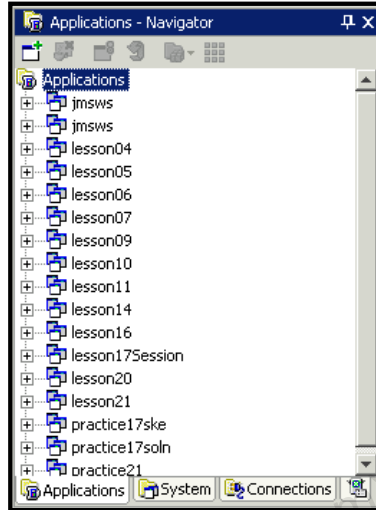 Applications - Navigator
Applications
jmsws
jmsws
lesson04
lesson05
lesson06
lesson07
lesson09
lesson10
lesson11
lesson14
lesson16
lesson17Session
lesson20
lesson21
practice17ske
practice17soln
practice21
Applications System Connections